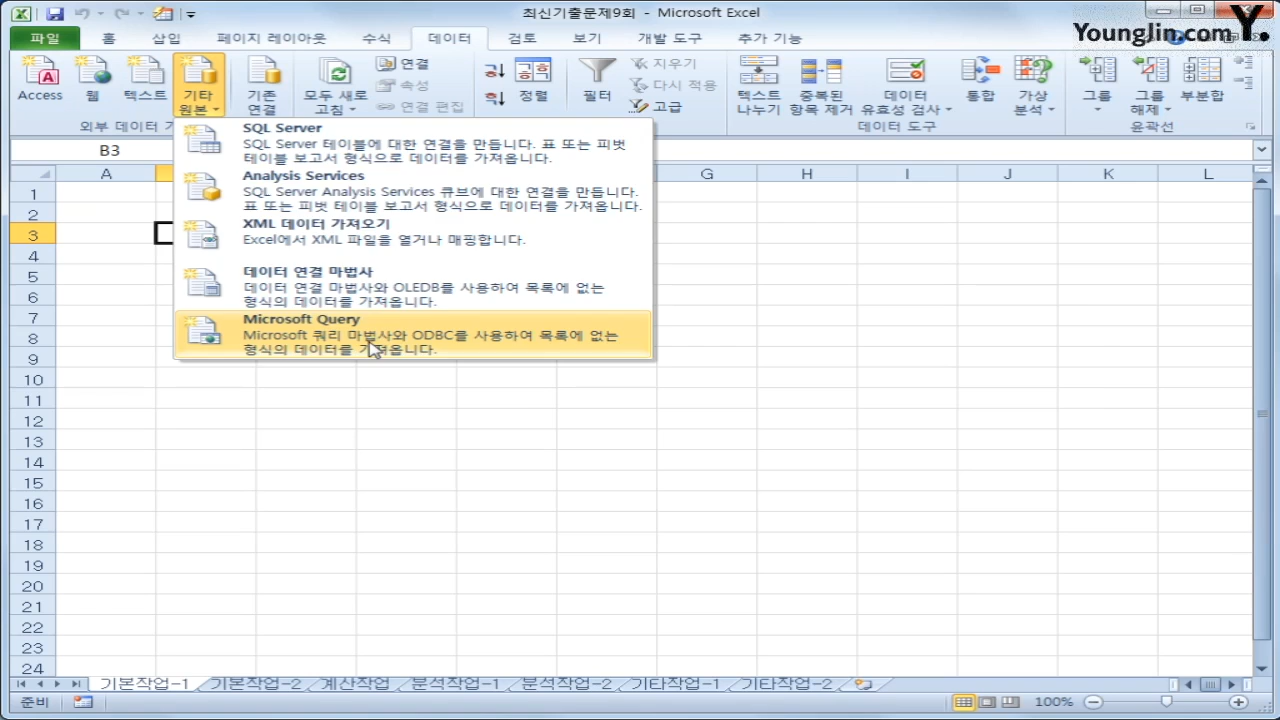 최신기출문제9회 - Microsoft Excel
YoungJin.com Y.
파일 홈 삽입 페이지 레이아웃 수식 데이터 검토 보기 개발 도구 추가 기능
Access 웹 텍스트 기타 원본 기존 연결 모두 새로 고침 연결 속성 연결 편집 정렬 필터 지우기 다시 적용 고급 텍스트 나누기 중복된 항목 제거 데이터 유효성 검사 통합 가상 분석 그룹 그룹 해제 부분합
외부 데이터 가 데이터 도구 윤곽선
B3
SQL Server
SQL Server 테이블에 대한 연결을 만듭니다. 표 또는 피벗
테이블 보고서 형식으로 데이터를 가져옵니다.
Analysis Services
SQL Server Analysis Services 큐브에 대한 연결을 만듭니다.
표 또는 피벗 테이블 보고서 형식으로 데이터를 가져옵니다.
XML 데이터 가져오기
Excel에서 XML 파일을 열거나 매핑합니다.
데이터 연결 마법사
데이터 연결 마법사와 OLEDB를 사용하여 목록에 없는
형식의 데이터를 가져옵니다.
Microsoft Query
Microsoft 쿼리 마법사와 ODBC를 사용하여 목록에 없는
형식의 데이터를 가져옵니다.
A G H I J K L
1
2
3
4
5
6
7
8
9
10
11
12
13
14
15
16
17
18
19
20
21
22
23
24
기본작업-1 기본작업-2 계산작업 분석작업-1 분석작업-2 기타작업-1 기타작업-2
준비 100%